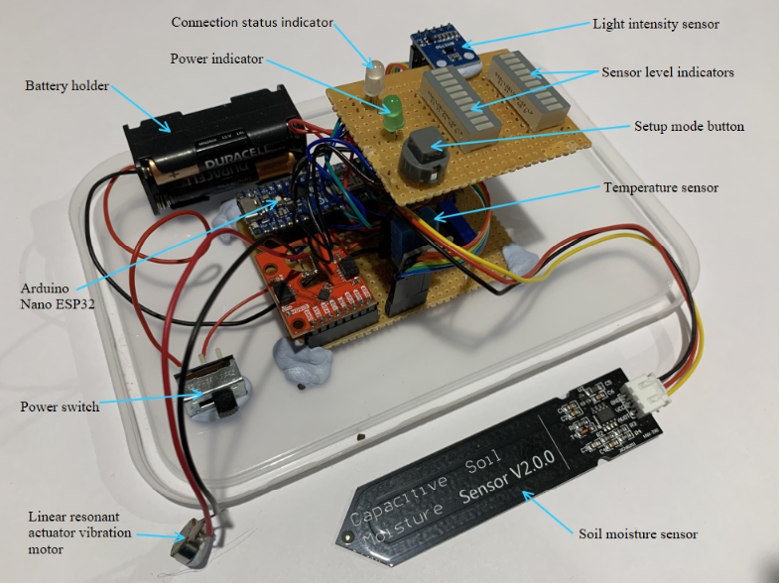 Connection status indicator
Light intensity sensor
Power indicator
Sensor level indicators
Battery holder
Setup mode button
DURACELL
DURACELL
Temperature sensor
Arduino
Nano ESP32
Power switch
Capacitive Soil
Moisture Sensor V2.0.0
Linear resonant
actuator vibration
motor
Soil moisture sensor